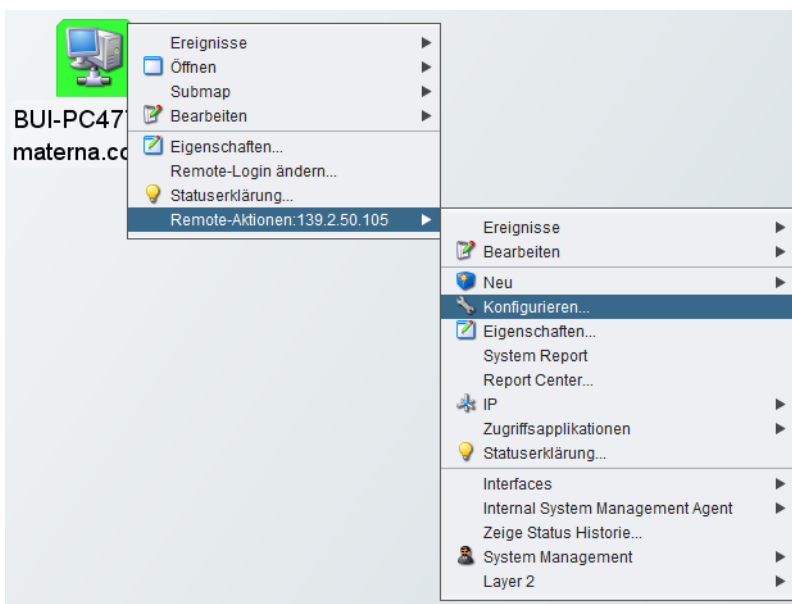 BUI-PC47
materna.co
Ereignisse
Öffnen
Submap
Bearbeiten
Eigenschaften...
Remote-Login ändern...
Statuserklärung...
Remote-Aktionen:139.2.50.105
Ereignisse
Bearbeiten
Neu
Konfigurieren...
Eigenschaften...
System Report
Report Center...
IP
Zugriffsapplikationen
Statuserklärung...
Interfaces
Internal System Management Agent
Zeige Status Historie...
System Management
Layer 2